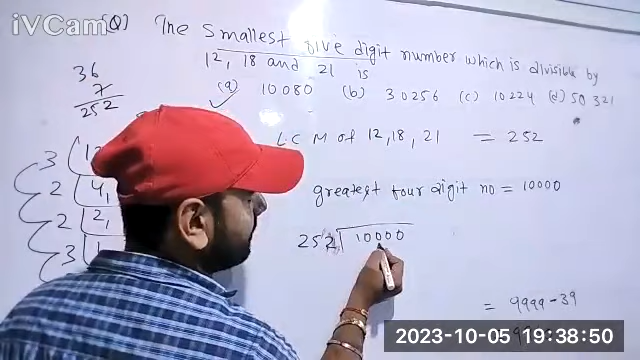 iVCam
(Q) The Smallest five digit number which is divisible by
12, 18 and 21 is
(a) 10080 (b) 30256 (c) 10224 (d) 50321
36
7
252
LCM of 12, 18, 21 = 252
3
2
2
3
greatest four digit no = 10000
252 10000
= 9999 - 39
2023-10-05 19:38:50